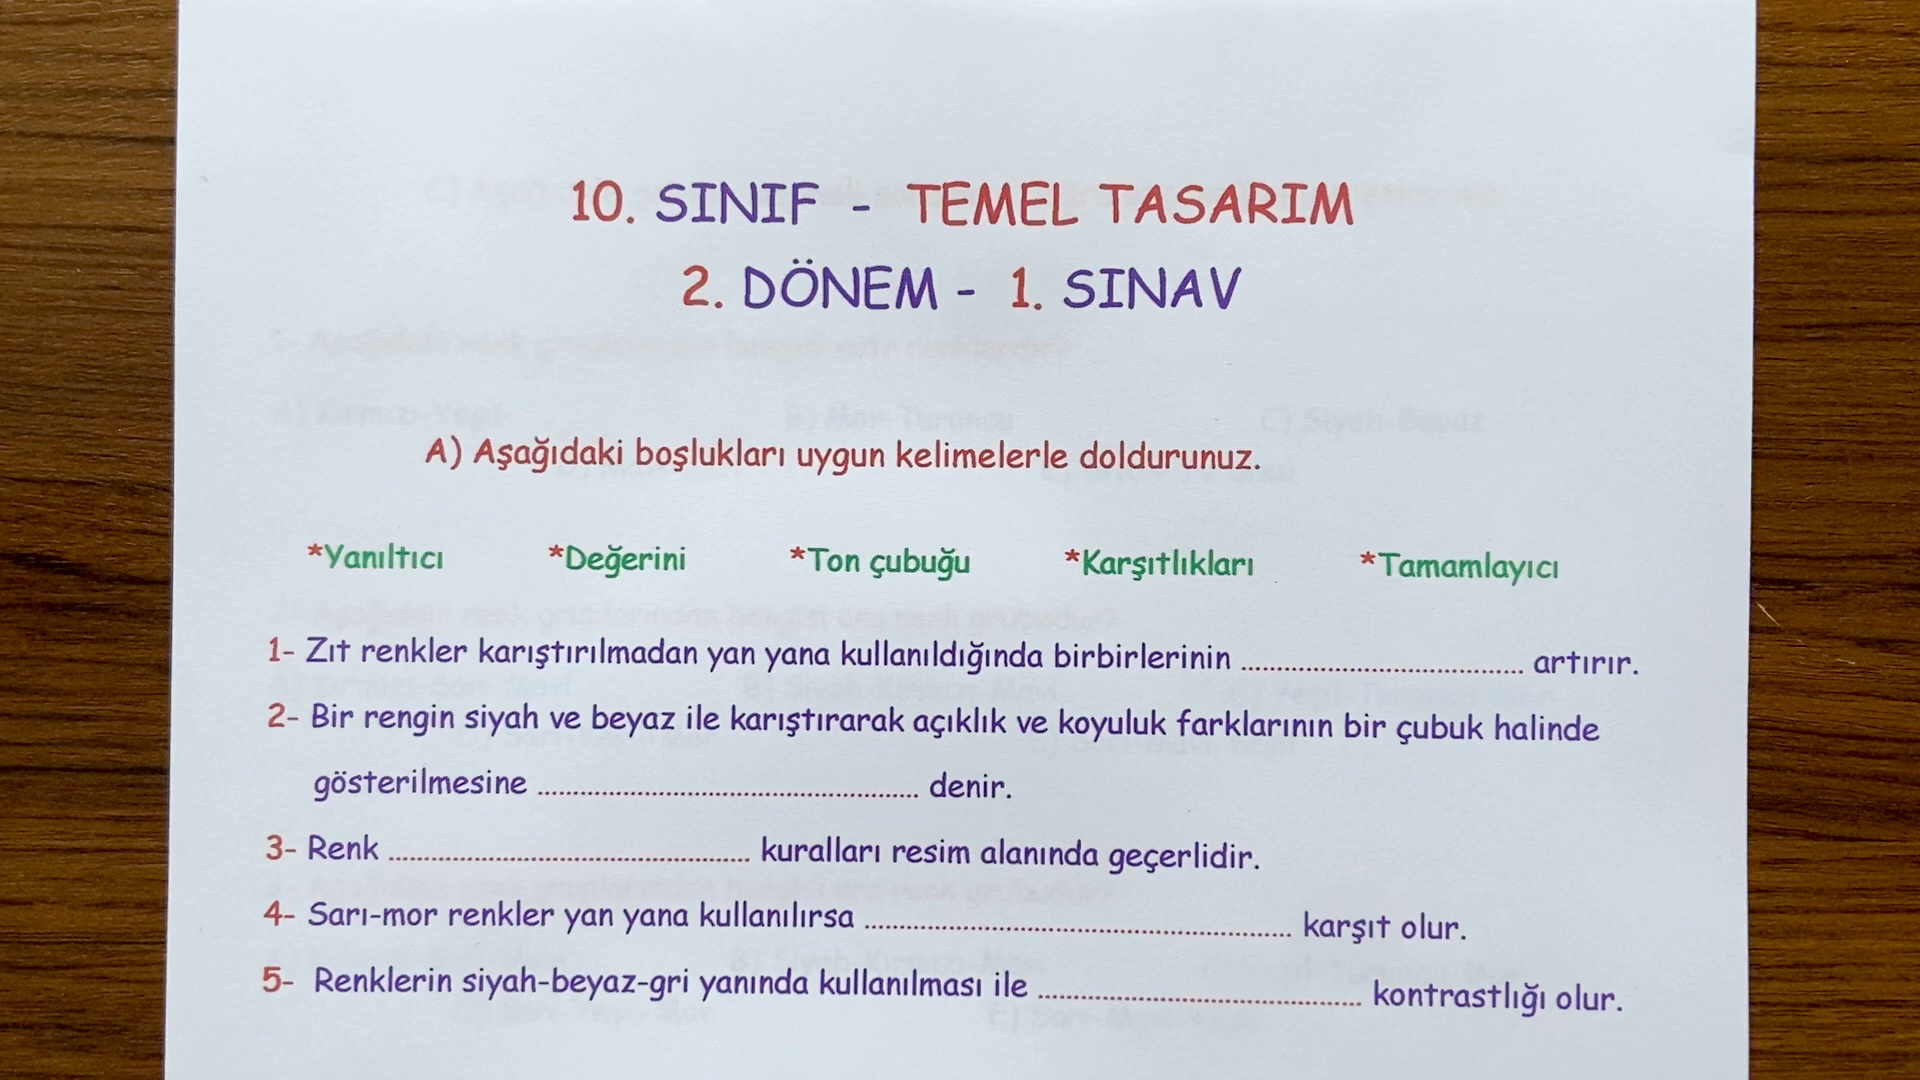 10. SINIF - TEMEL TASARIM
2. DÖNEM - 1. SINAV
A) Aşağıdaki boşlukları uygun kelimelerle doldurunuz.
*Yanıltıcı *Değerini *Ton çubuğu *Karşıtlıkları *Tamamlayıcı
1- Zıt renkler karıştırılmadan yan yana kullanıldığında birbirlerinin .................................... artırır.
2- Bir rengin siyah ve beyaz ile karıştırarak açıklık ve koyuluk farklarının bir çubuk halinde
gösterilmesine ................................................ denir.
3- Renk .............................................. kuralları resim alanında geçerlidir.
4- Sarı-mor renkler yan yana kullanılırsa ...................................................... karşıt olur.
5- Renklerin siyah-beyaz-gri yanında kullanılması ile ......................................... kontrastlığı olur.